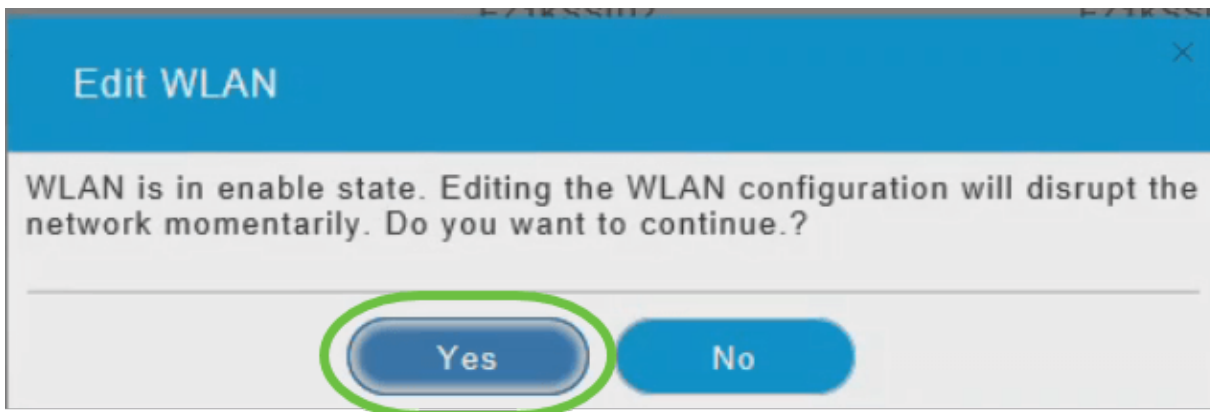 Edit WLAN
WLAN is in enable state. Editing the WLAN configuration will disrupt the
network momentarily. Do you want to continue.?
Yes
No